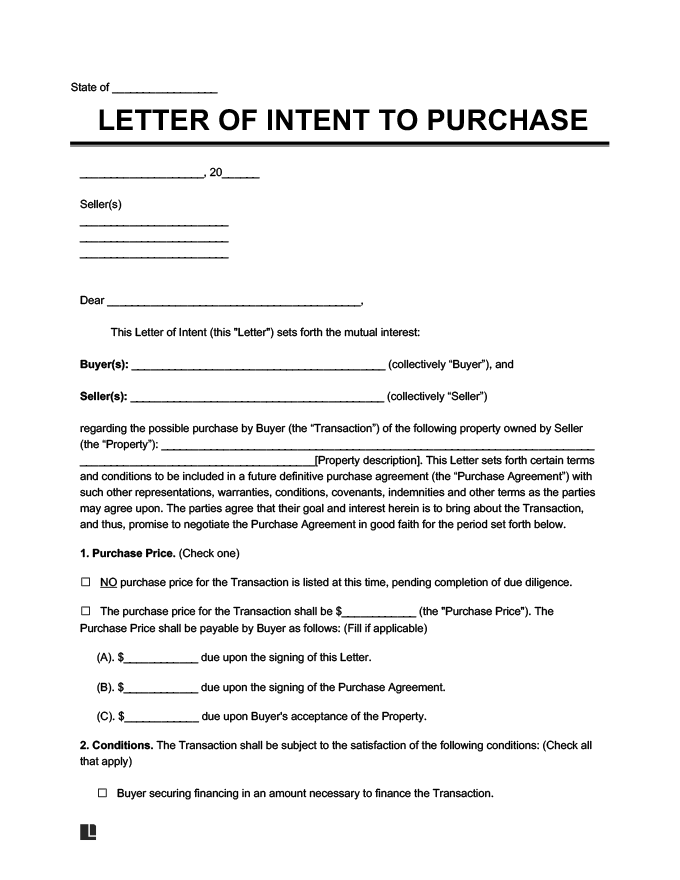 State of _________________
LETTER OF INTENT TO PURCHASE
____________________, 20______
Seller(s)
________________________
________________________
________________________
Dear _________________________________________,
This Letter of Intent (this "Letter") sets forth the mutual interest:
Buyer(s): _________________________________________ (collectively “Buyer”), and
Seller(s): _________________________________________ (collectively “Seller”)
regarding the possible purchase by Buyer (the “Transaction”) of the following property owned by Seller
(the “Property”): ______________________________________________________________________
______________________________________[Property description]. This Letter sets forth certain terms
and conditions to be included in a future definitive purchase agreement (the “Purchase Agreement”) with
such other representations, warranties, conditions, covenants, indemnities and other terms as the parties
may agree upon. The parties agree that their goal and interest herein is to bring about the Transaction,
and thus, promise to negotiate the Purchase Agreement in good faith for the period set forth below.
1. Purchase Price. (Check one)
☐ NO purchase price for the Transaction is listed at this time, pending completion of due diligence.
☐ The purchase price for the Transaction shall be $____________ (the "Purchase Price"). The
Purchase Price shall be payable by Buyer as follows: (Fill if applicable)
(A). $____________ due upon the signing of this Letter.
(B). $____________ due upon the signing of the Purchase Agreement.
(C). $____________ due upon Buyer's acceptance of the Property.
2. Conditions. The Transaction shall be subject to the satisfaction of the following conditions: (Check all
that apply)
☐ Buyer securing financing in an amount necessary to finance the Transaction.